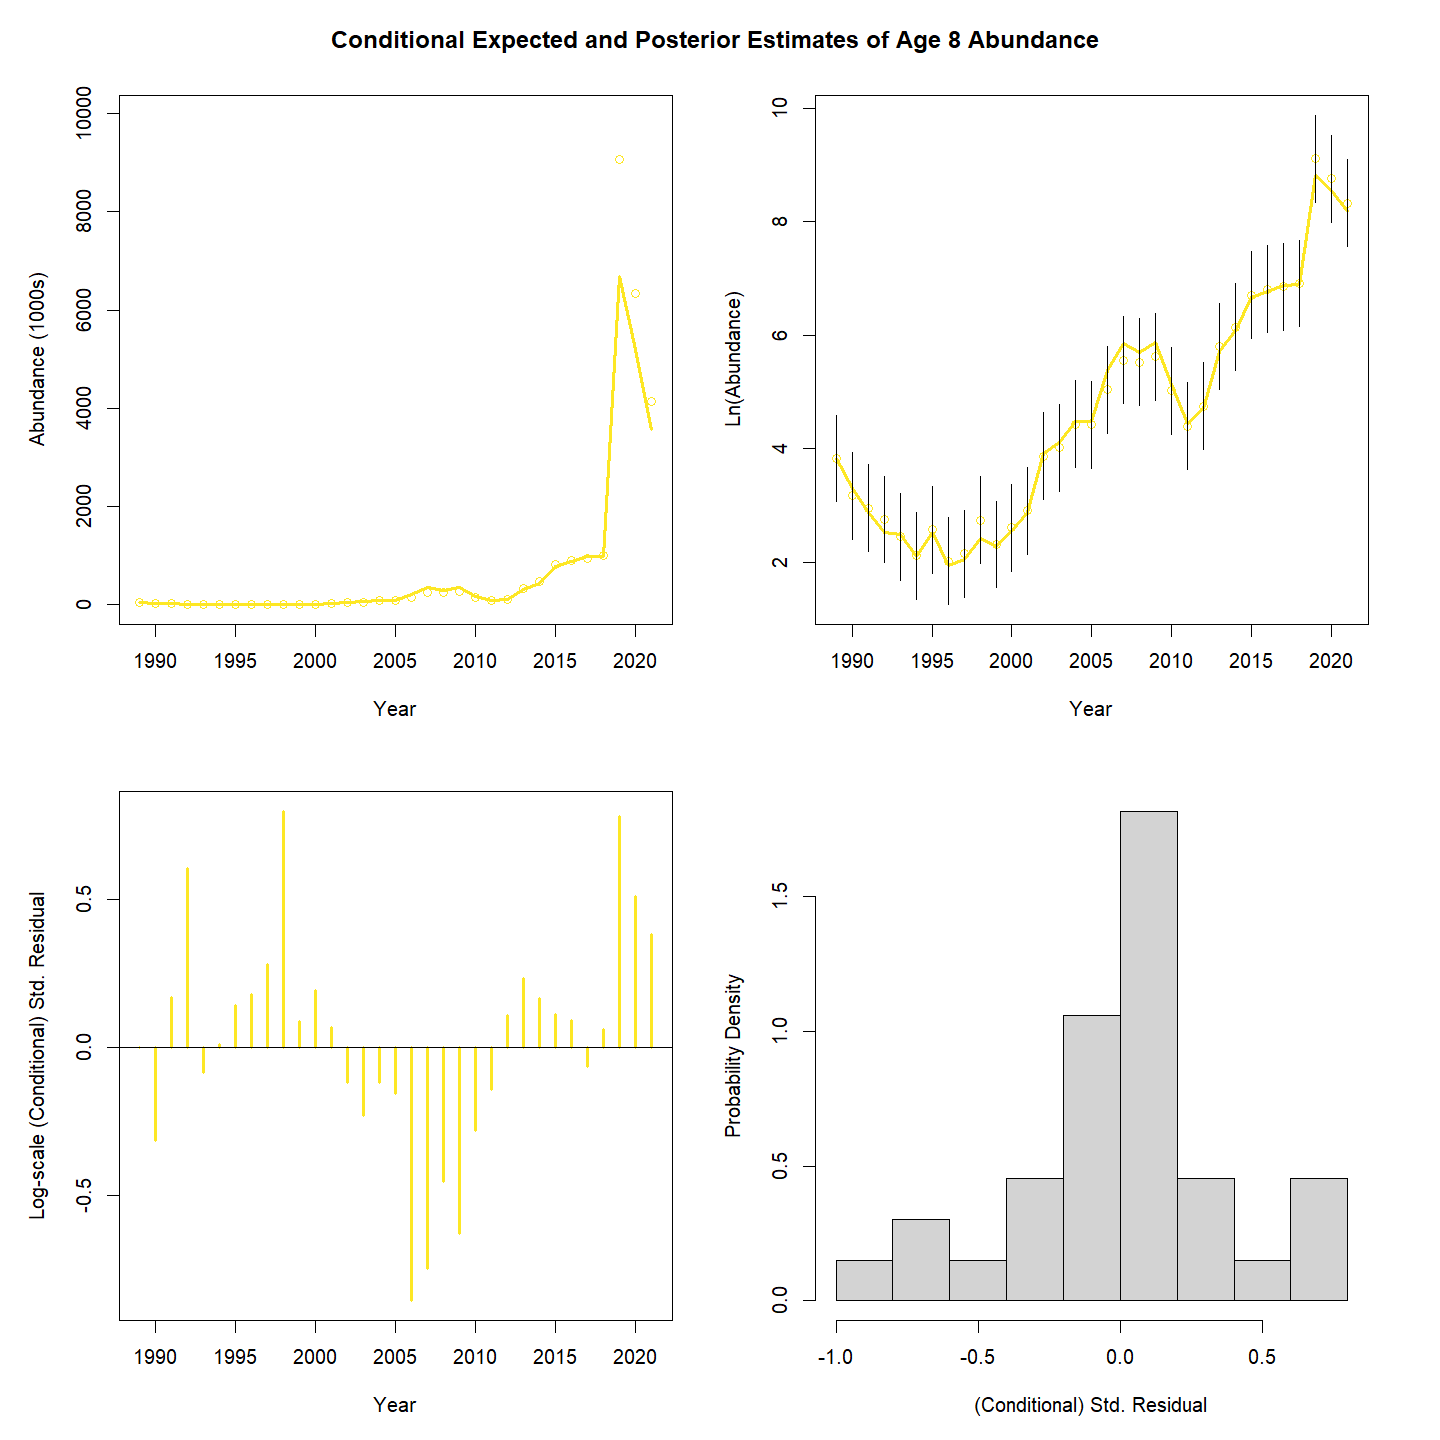 Conditional Expected and Posterior Estimates of Age 8 Abundance
Abundance (1000s)
0 2000 4000 6000 8000 10000
1990 1995 2000 2005 2010 2015 2020
Year
Ln(Abundance)
2 4 6 8 10
1990 1995 2000 2005 2010 2015 2020
Year
Log-scale (Conditional) Std. Residual
-0.5 0.0 0.5
1990 1995 2000 2005 2010 2015 2020
Year
Probability Density
0.0 0.5 1.0 1.5
-1.0 -0.5 0.0 0.5
(Conditional) Std. Residual